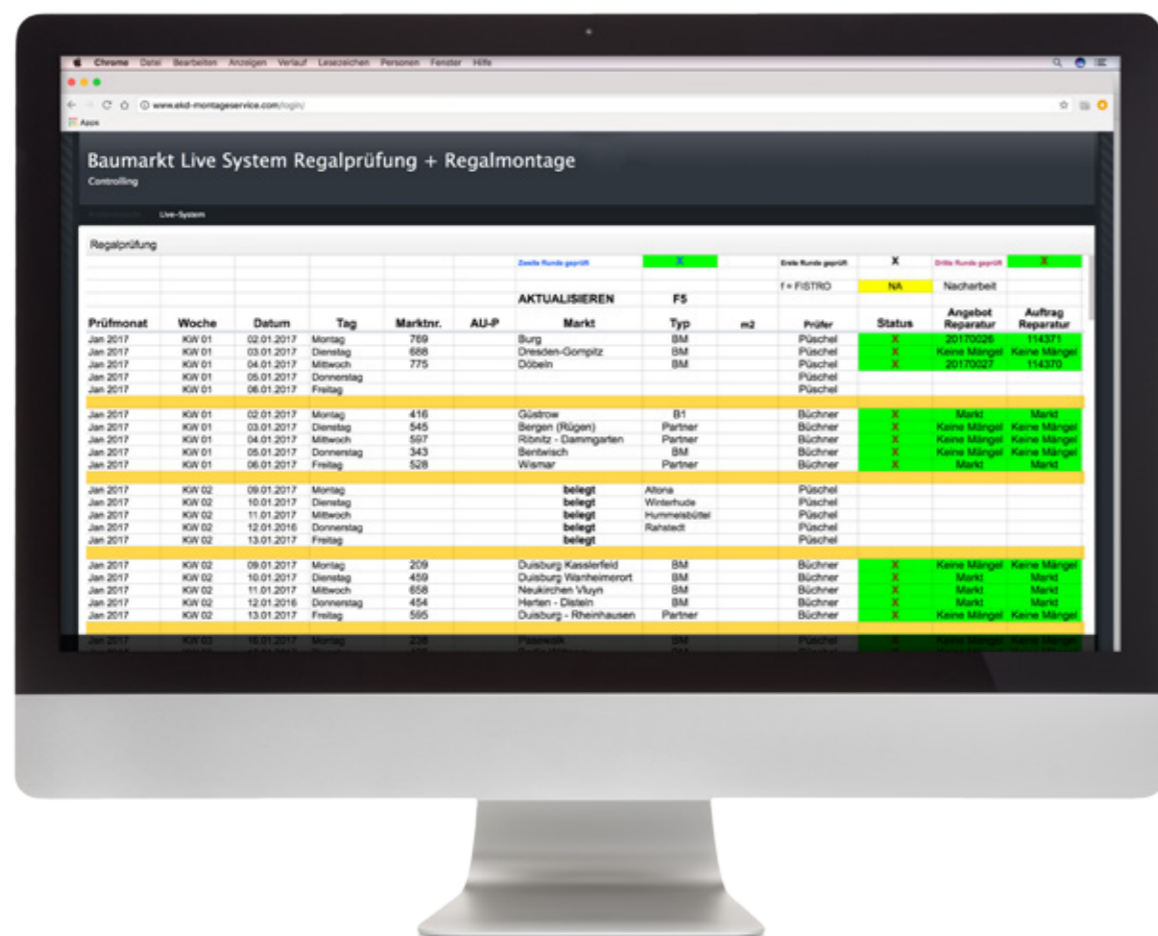 Chrome Datei Bearbeiten Anzeigen Verlauf Lesezeichen Personen Fenster Hilfe
www.ekd-montageservice.com/login/
Apps
Baumarkt Live System Regalprüfung + Regalmontage
Controlling
Live-System
Regalprüfung
Zweite Runde geprüft X Erste Runde geprüft X Dritte Runde geprüft X
f = FISTRO NA Nacharbeit
AKTUALISIEREN F5
Prüfmonat Woche Datum Tag Marktnr. AU-P Markt Typ m2 Prüfer Status Angebot Reparatur Auftrag Reparatur
Jan 2017 KW 01 02.01.2017 Montag 769 Burg BM Püschel X 20170026 114371
Jan 2017 KW 01 03.01.2017 Dienstag 688 Dresden-Gompitz BM Püschel X Keine Mängel Keine Mängel
Jan 2017 KW 01 04.01.2017 Mittwoch 775 Döbeln BM Püschel X 20170027 114370
Jan 2017 KW 01 05.01.2017 Donnerstag Püschel
Jan 2017 KW 01 06.01.2017 Freitag Püschel
Jan 2017 KW 01 02.01.2017 Montag 416 Güstrow B1 Büchner X Markt Markt
Jan 2017 KW 01 03.01.2017 Dienstag 545 Bergen (Rügen) Partner Büchner X Keine Mängel Keine Mängel
Jan 2017 KW 01 04.01.2017 Mittwoch 597 Ribnitz - Dammgarten Partner Büchner X Keine Mängel Keine Mängel
Jan 2017 KW 01 05.01.2017 Donnerstag 343 Bentwisch BM Büchner X Keine Mängel Keine Mängel
Jan 2017 KW 01 06.01.2017 Freitag 528 Wismar Partner Büchner X Markt Markt
Jan 2017 KW 02 09.01.2017 Montag belegt Altona Püschel
Jan 2017 KW 02 10.01.2017 Dienstag belegt Winterhude Püschel
Jan 2017 KW 02 11.01.2017 Mittwoch belegt Hummelsbüttel Püschel
Jan 2017 KW 02 12.01.2016 Donnerstag belegt Rahstedt Püschel
Jan 2017 KW 02 13.01.2017 Freitag belegt Püschel
Jan 2017 KW 02 09.01.2017 Montag 209 Duisburg Kasslerfeld BM Büchner X Keine Mängel Keine Mängel
Jan 2017 KW 02 10.01.2017 Dienstag 459 Duisburg Wanheimerort BM Büchner X Markt Markt
Jan 2017 KW 02 11.01.2017 Mittwoch 658 Neukirchen Vluyn BM Büchner X Markt Markt
Jan 2017 KW 02 12.01.2016 Donnerstag 454 Herten - Disteln BM Büchner X Markt Markt
Jan 2017 KW 02 13.01.2017 Freitag 595 Duisburg - Rheinhausen Partner Büchner X Keine Mängel Keine Mängel
Jan 2017 KW 03 16.01.2017 Montag 238 Pasewalk BM Püschel X Keine Mängel Keine Mängel